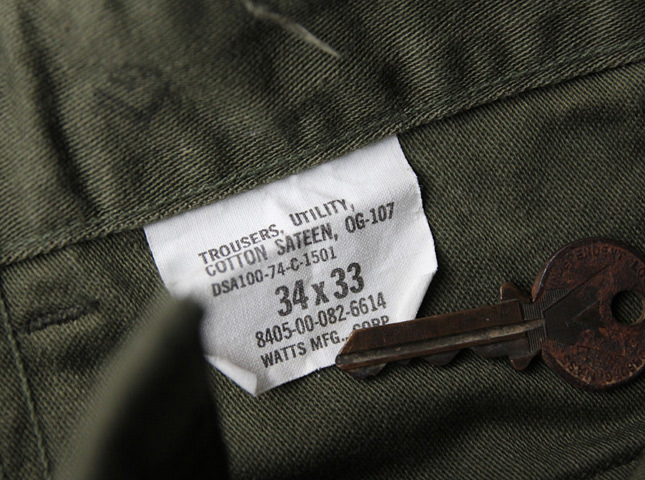 TROUSERS, UTILITY,
COTTON SATEEN, OG-107
DSA100-74-C-1501
34 x 33
8405-00-082-6614
WATTS MFG., CORP